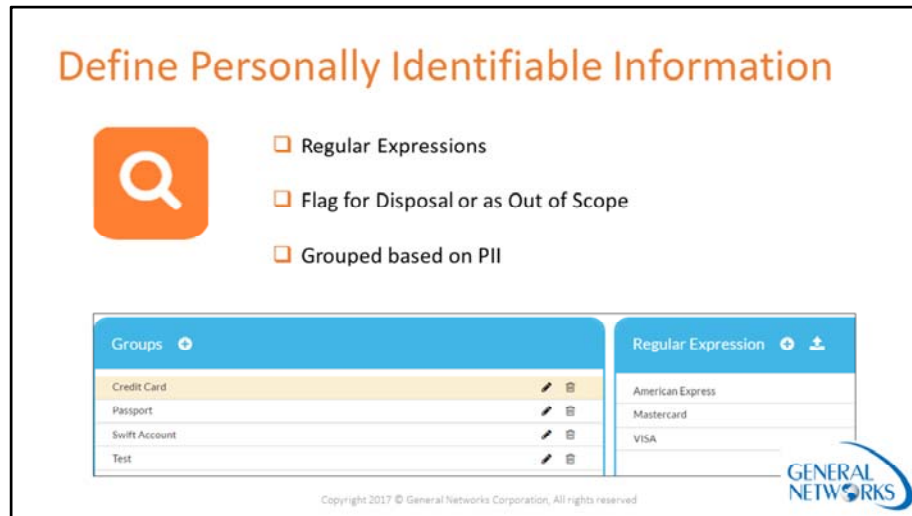 Define Personally Identifiable Information
Regular Expressions
Flag for Disposal or as Out of Scope
Grouped based on PII
Groups
Credit Card
Passport
Swift Account
Test
Regular Expression
American Express
Mastercard
VISA
Copyright 2017 © General Networks Corporation, All rights reserved
GENERAL
NETWORKS